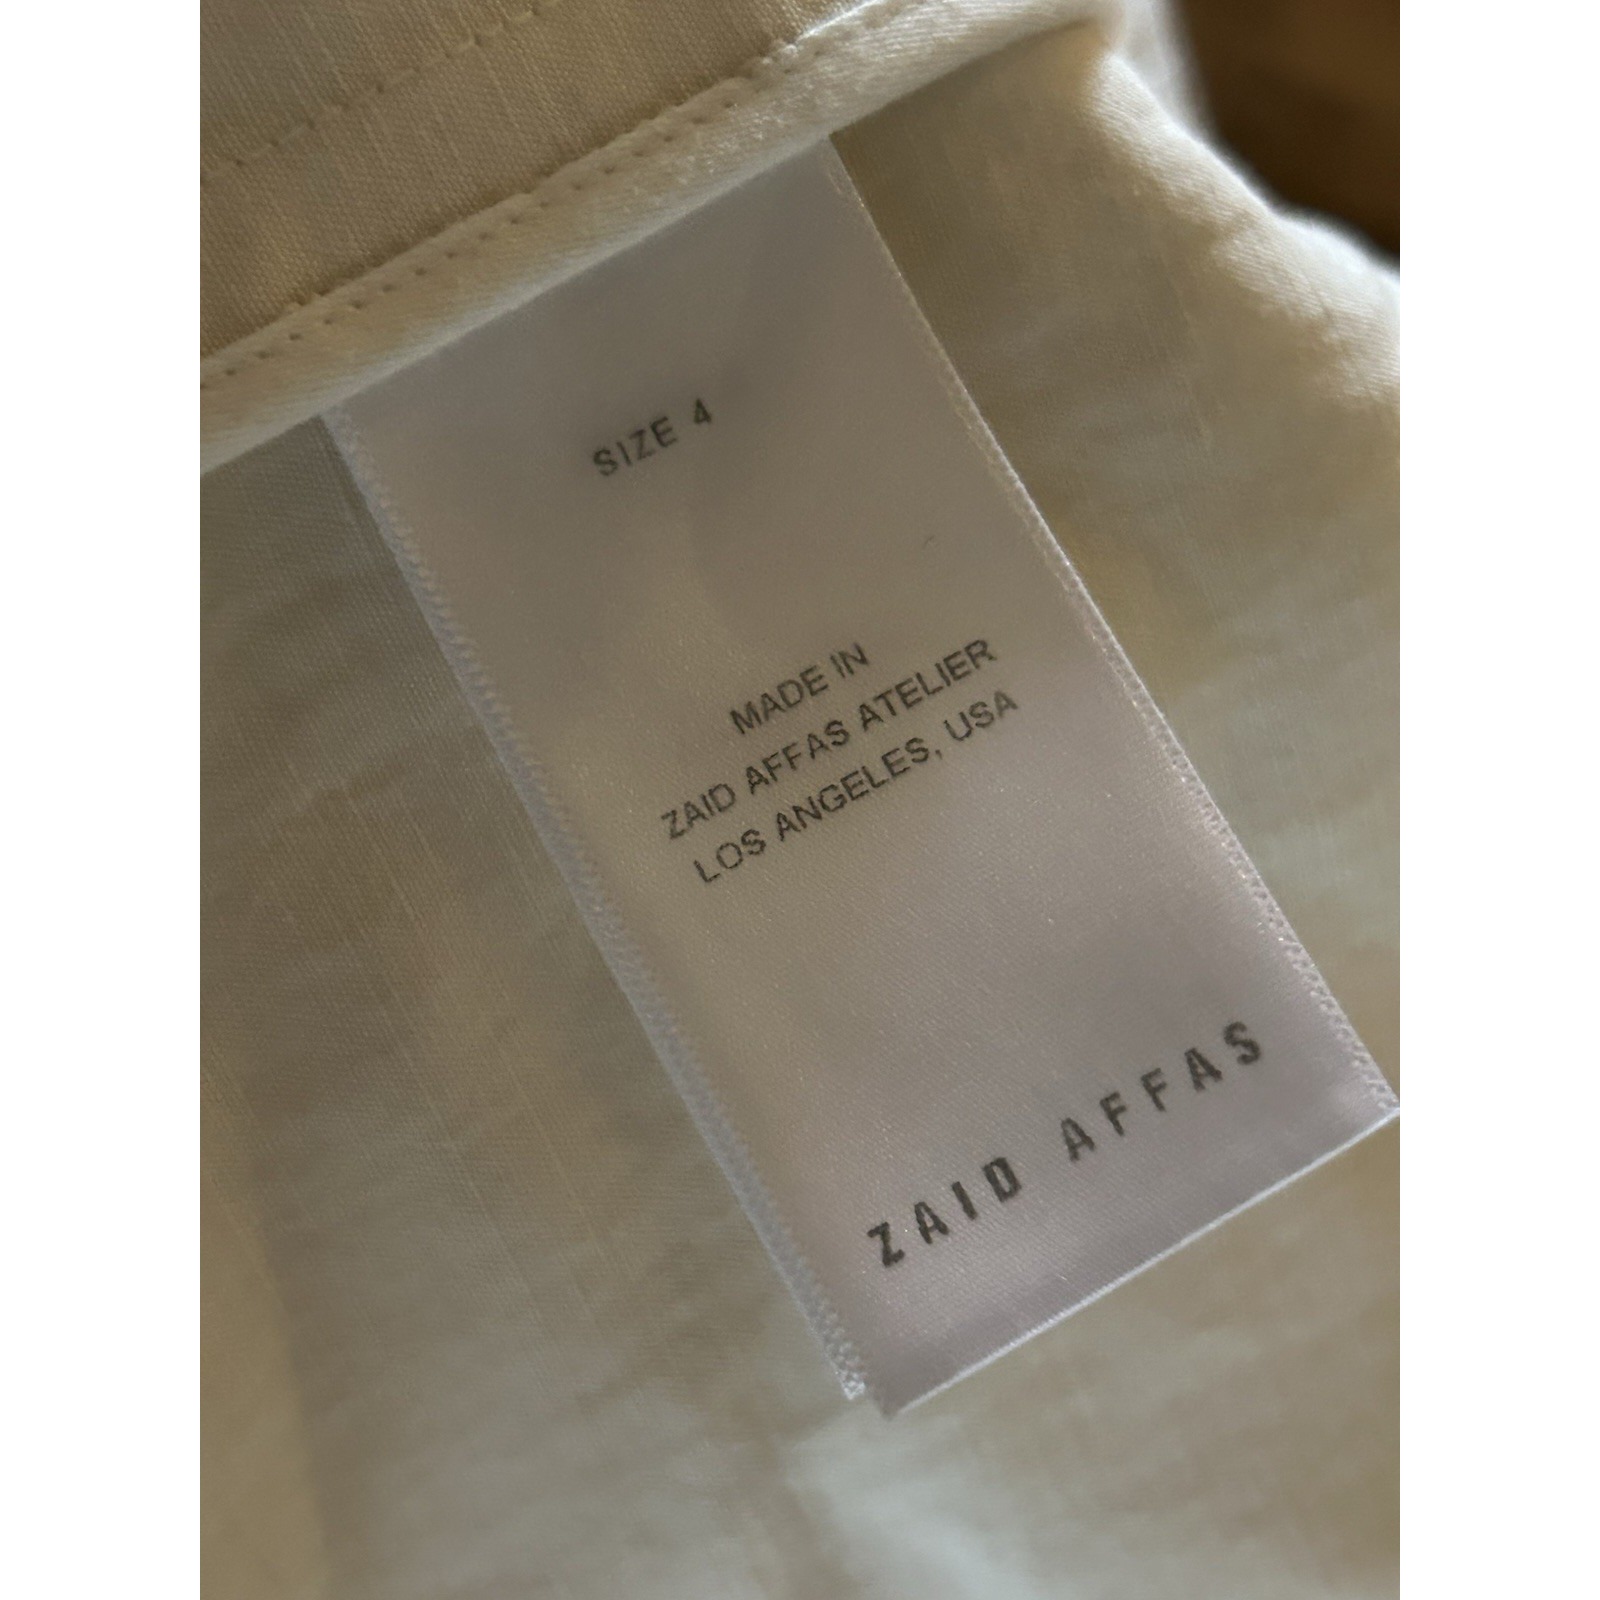 SIZE 4
MADE IN
ZAID AFFAS ATELIER
LOS ANGELES, USA
ZAID AFFAS